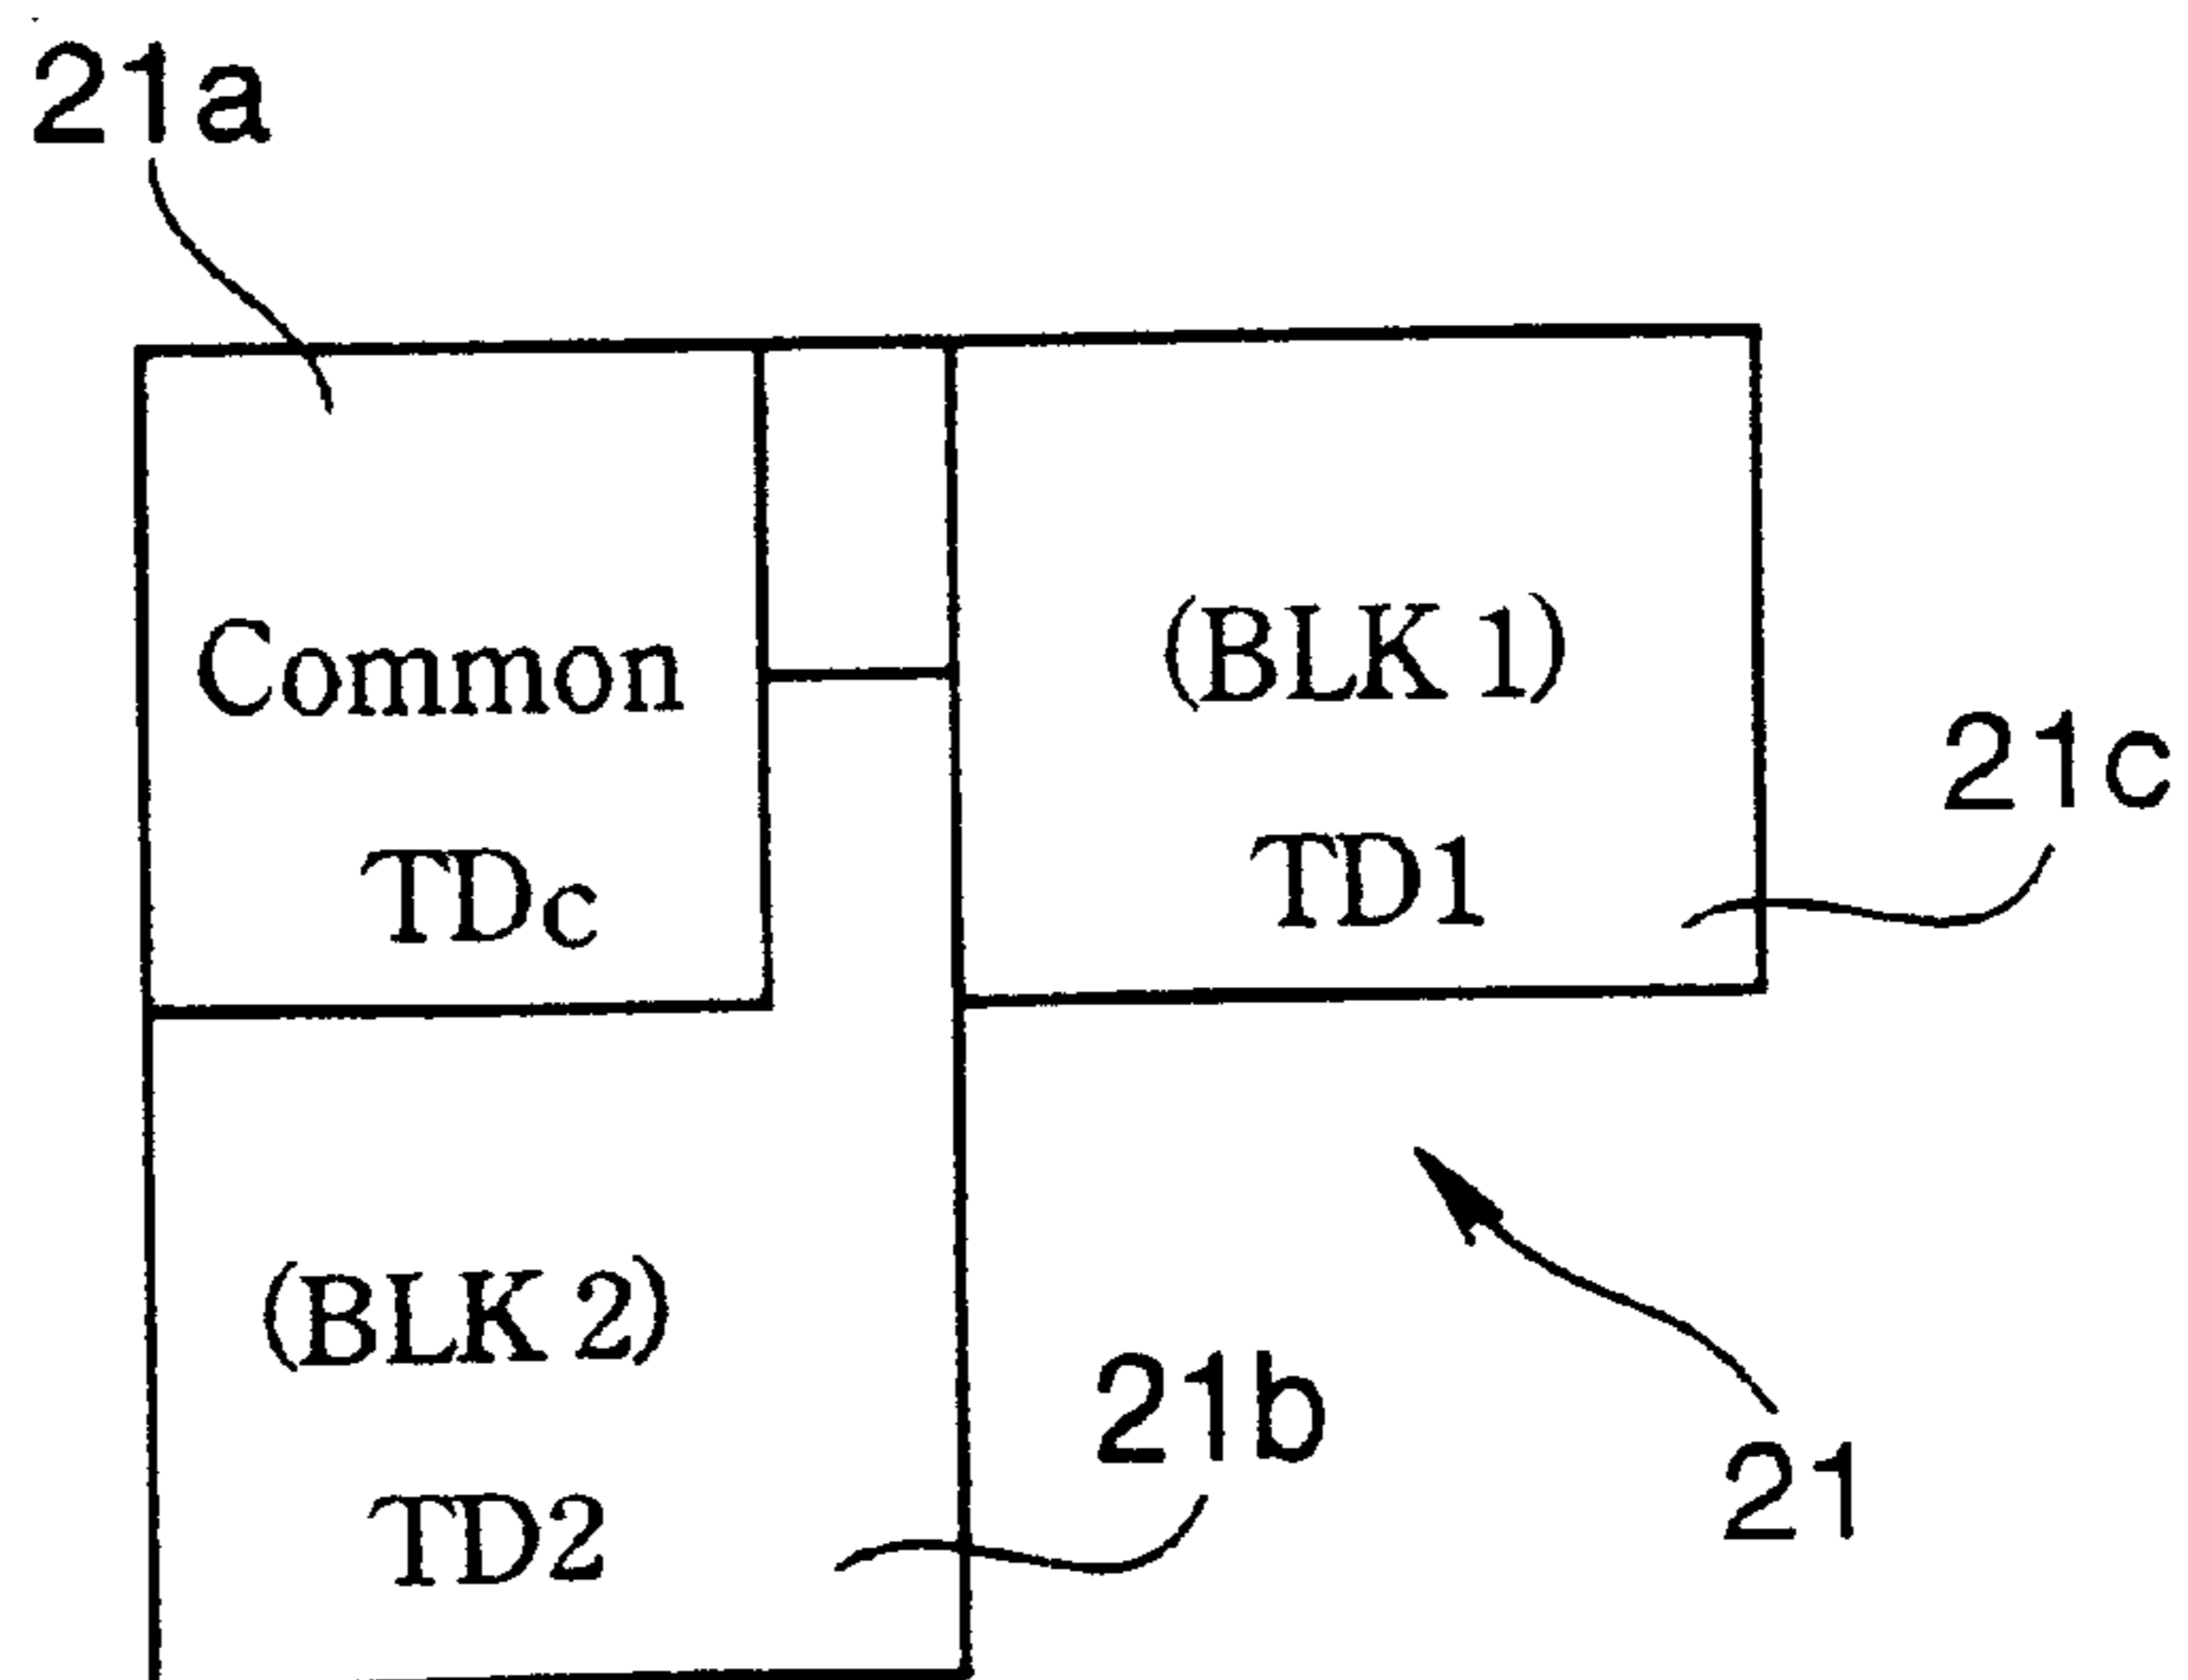 21a
Common
TDc
(BLK 1)
TD1
21c
(BLK 2)
TD2
21b
21